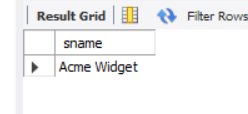 Result Grid Filter Rows
sname
Acme Widget